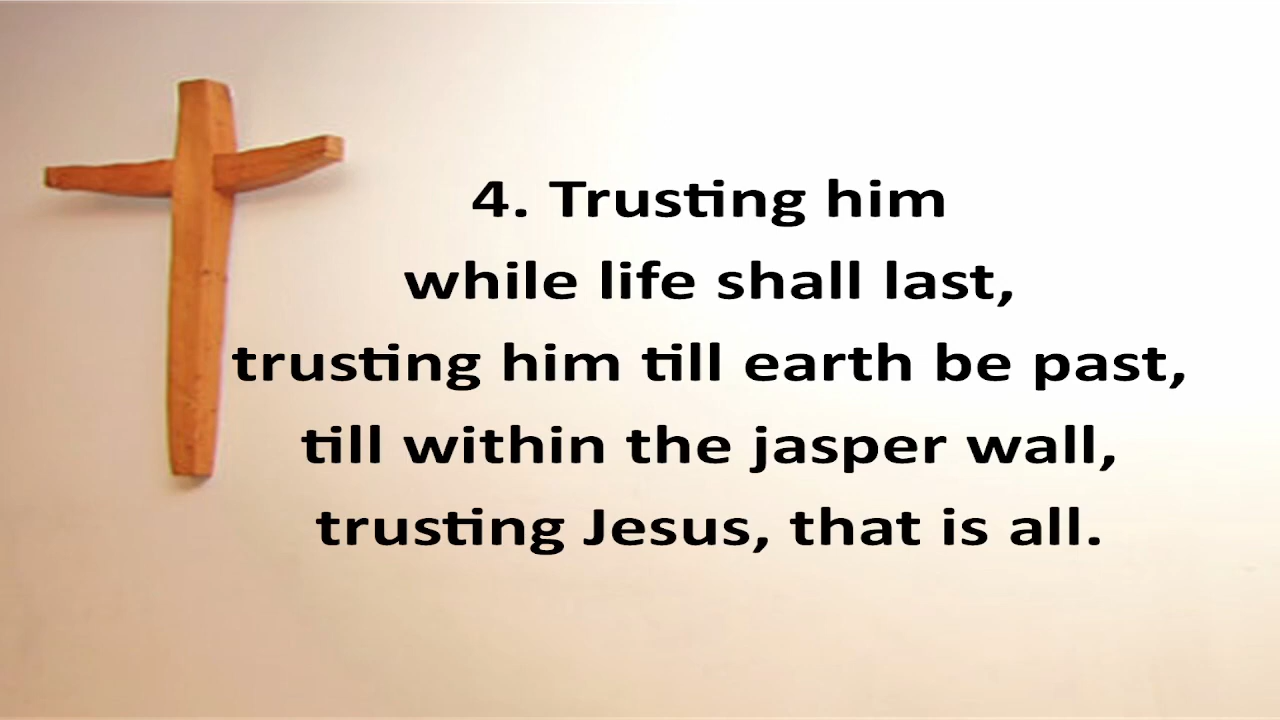 4. Trusting him
while life shall last,
trusting him till earth be past,
till within the jasper wall,
trusting Jesus, that is all.